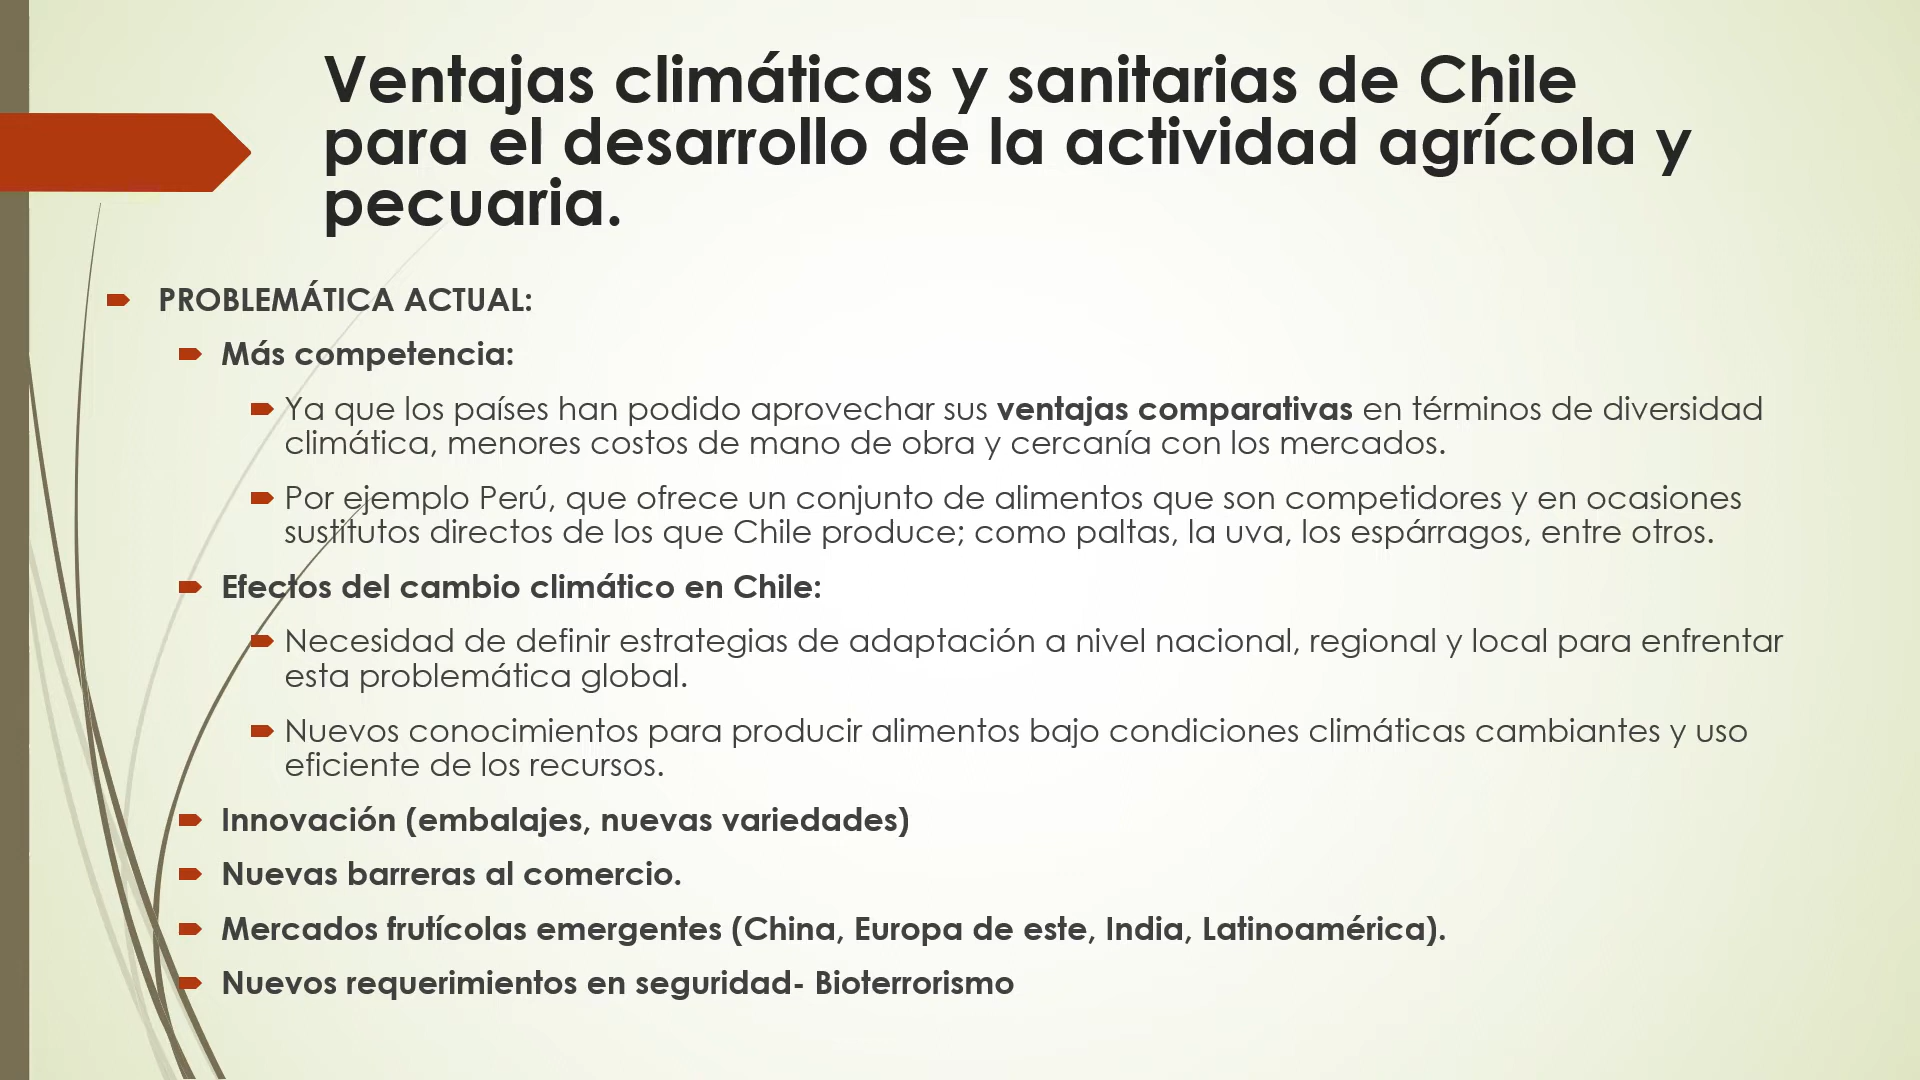 Ventajas climáticas y sanitarias de Chile
para el desarrollo de la actividad agrícola y
pecuaria.
PROBLEMÁTICA ACTUAL:
Más competencia:
Ya que los países han podido aprovechar sus ventajas comparativas en términos de diversidad
climática, menores costos de mano de obra y cercanía con los mercados.
Por ejemplo Perú, que ofrece un conjunto de alimentos que son competidores y en ocasiones
sustitutos directos de los que Chile produce; como paltas, la uva, los espárragos, entre otros.
Efectos del cambio climático en Chile:
Necesidad de definir estrategias de adaptación a nivel nacional, regional y local para enfrentar
esta problemática global.
Nuevos conocimientos para producir alimentos bajo condiciones climáticas cambiantes y uso
eficiente de los recursos.
Innovación (embalajes, nuevas variedades)
Nuevas barreras al comercio.
Mercados frutícolas emergentes (China, Europa de este, India, Latinoamérica).
Nuevos requerimientos en seguridad- Bioterrorismo